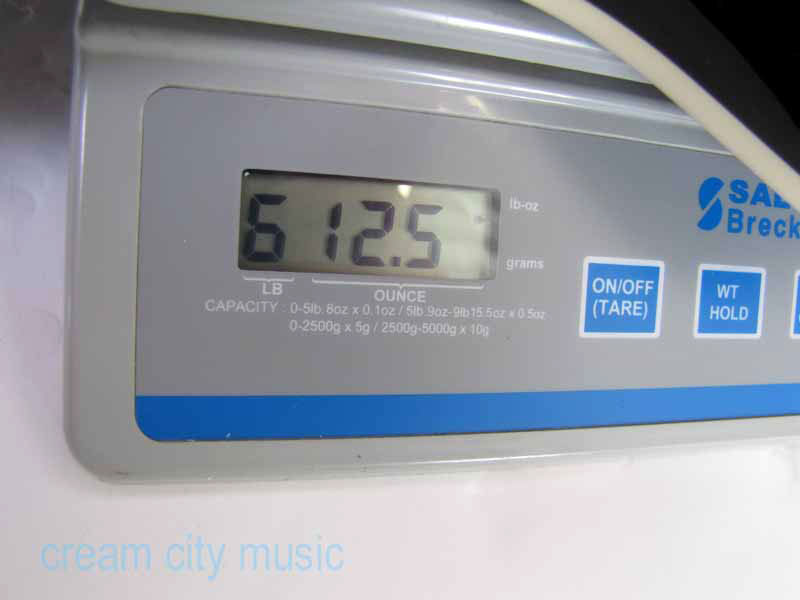 6 12.5
lb-oz
grams
LB
OUNCE
CAPACITY : 0-5lb.8oz x 0.1oz / 5lb.9oz-9lb15.5oz x 0.5oz
0-2500g x 5g / 2500g-5000g x 10g
ON/OFF
(TARE)
WT
HOLD
cream city music